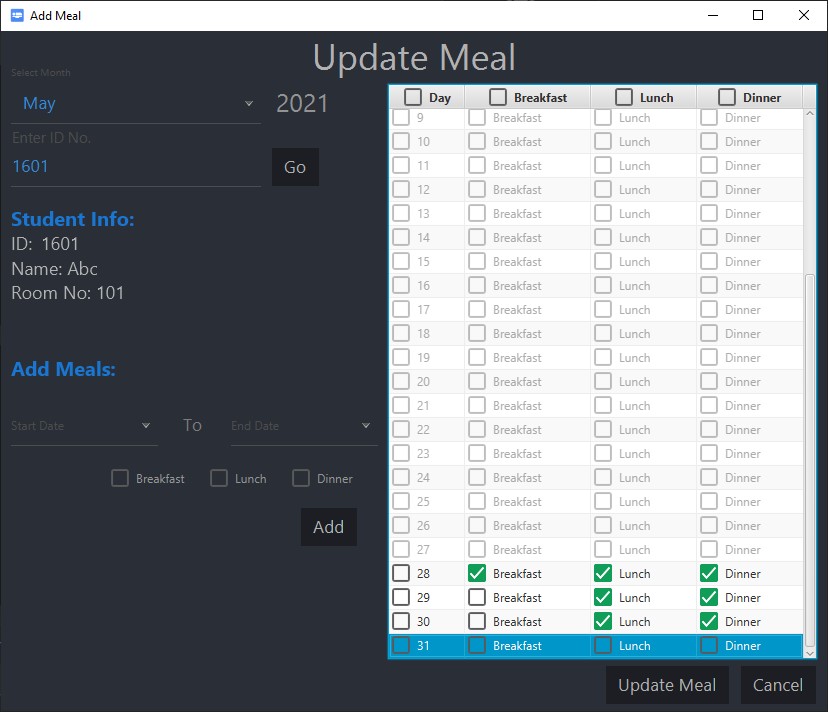 Add Meal
Update Meal
Select Month
May 2021
Enter ID No.
1601 Go
Student Info:
ID: 1601
Name: Abc
Room No: 101
Add Meals:
Start Date To End Date
Breakfast Lunch Dinner
Add
Day Breakfast Lunch Dinner
9 Breakfast Lunch Dinner
10 Breakfast Lunch Dinner
11 Breakfast Lunch Dinner
12 Breakfast Lunch Dinner
13 Breakfast Lunch Dinner
14 Breakfast Lunch Dinner
15 Breakfast Lunch Dinner
16 Breakfast Lunch Dinner
17 Breakfast Lunch Dinner
18 Breakfast Lunch Dinner
19 Breakfast Lunch Dinner
20 Breakfast Lunch Dinner
21 Breakfast Lunch Dinner
22 Breakfast Lunch Dinner
23 Breakfast Lunch Dinner
24 Breakfast Lunch Dinner
25 Breakfast Lunch Dinner
26 Breakfast Lunch Dinner
27 Breakfast Lunch Dinner
28 Breakfast Lunch Dinner
29 Breakfast Lunch Dinner
30 Breakfast Lunch Dinner
31 Breakfast Lunch Dinner
Update Meal Cancel